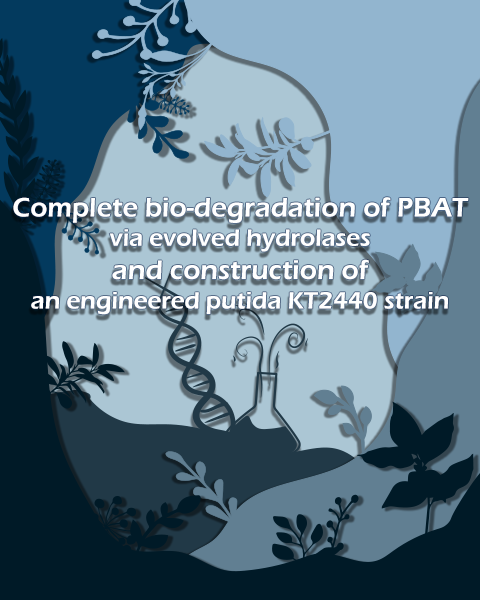 Complete bio-degradation of PBAT
via evolved hydrolases
and construction of
an engineered putida KT2440 strain